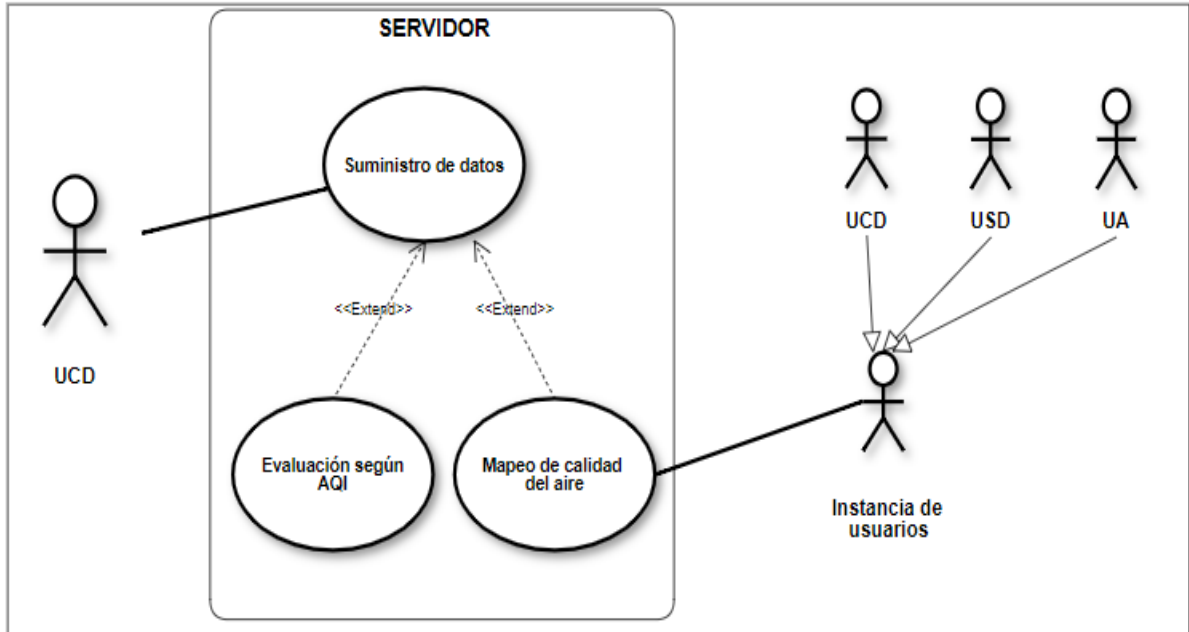 SERVIDOR
Suministro de datos
UCD
USD
UA
<<Extend>>
<<Extend>>
UCD
Evaluación según
AQI
Mapeo de calidad
del aire
Instancia de
usuarios